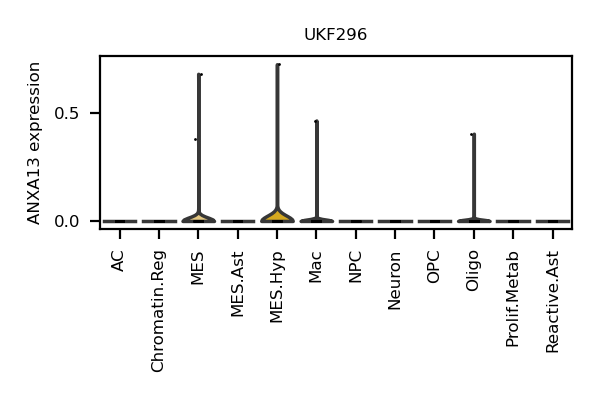 UKF296
ANXA13 expression
0.5
0.0
AC
Chromatin.Reg
MES
MES.Ast
MES.Hyp
Mac
NPC
Neuron
OPC
Oligo
Prolif.Metab
Reactive.Ast